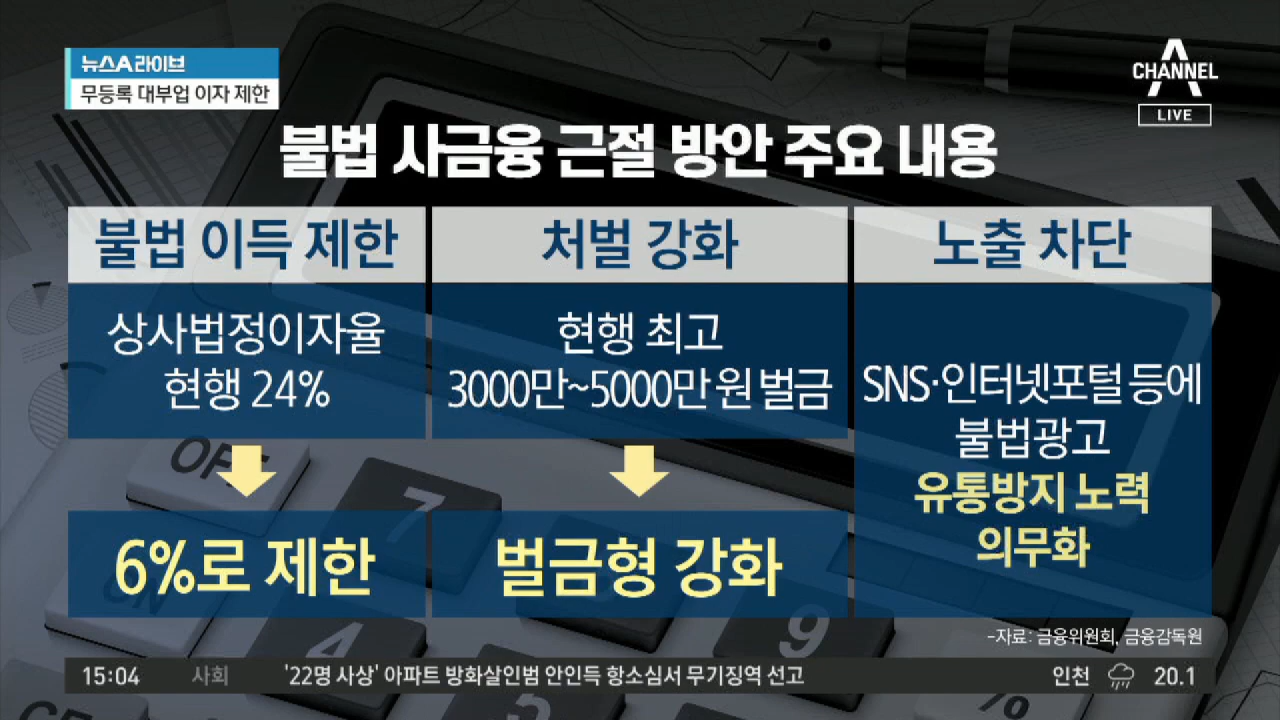 뉴스A 라이브
무등록 대부업 이자 제한
CHANNEL A
LIVE
불법 사금융 근절 방안 주요 내용
불법 이득 제한
상사법정이자율
현행 24%
6%로 제한
처벌 강화
현행 최고
3000만~5000만 원 벌금
벌금형 강화
노출 차단
SNS·인터넷포털 등에
불법광고
유통방지 노력
의무화
-자료 : 금융위원회, 금융감독원
15:04 사회 '22명 사상' 아파트 방화살인범 안인득 항소심서 무기징역 선고 인천 20.1
OFF
ON
7
4
5
9
%
CE